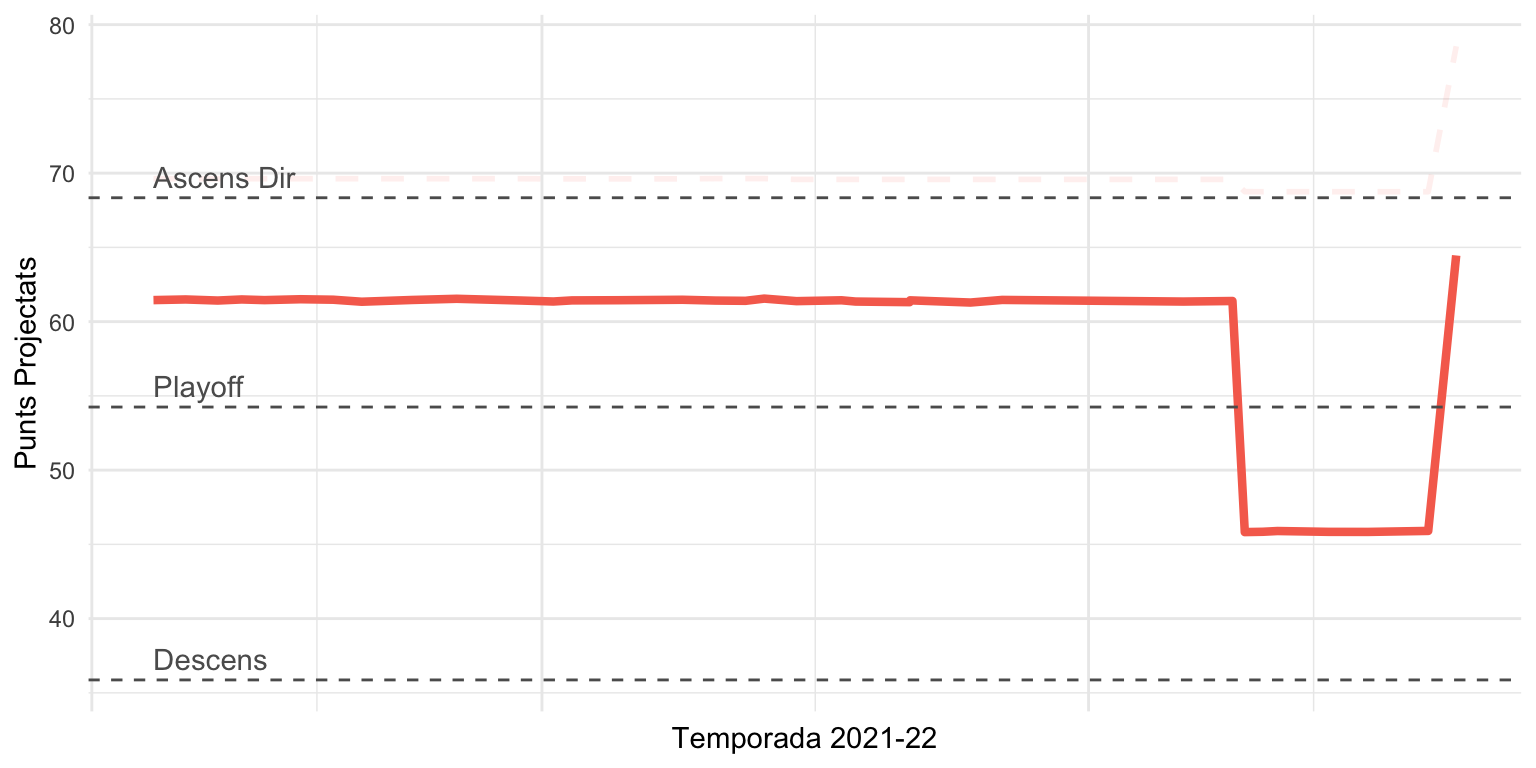 80
Ascens Dir
70
60
Playoff
50
40
Descens
Punts Projectats
Temporada 2021-22